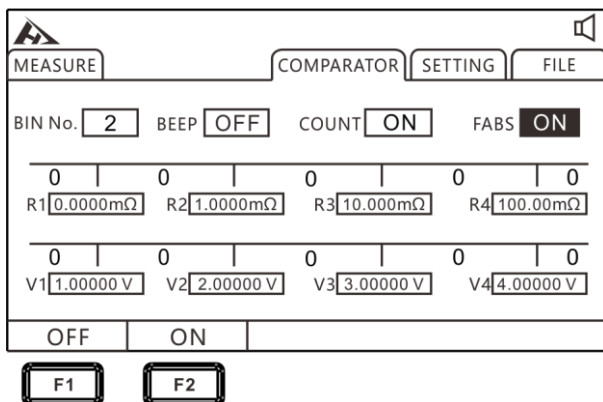 MEASURE COMPARATOR SETTING FILE
BIN No. 2 BEEP OFF COUNT ON FABS ON
0 0 0 0 0
R1 0.0000mΩ R2 1.0000mΩ R3 10.000mΩ R4 100.00mΩ
0 0 0 0 0
V1 1.00000 V V2 2.00000 V V3 3.00000 V V4 4.00000 V
OFF ON
F1 F2